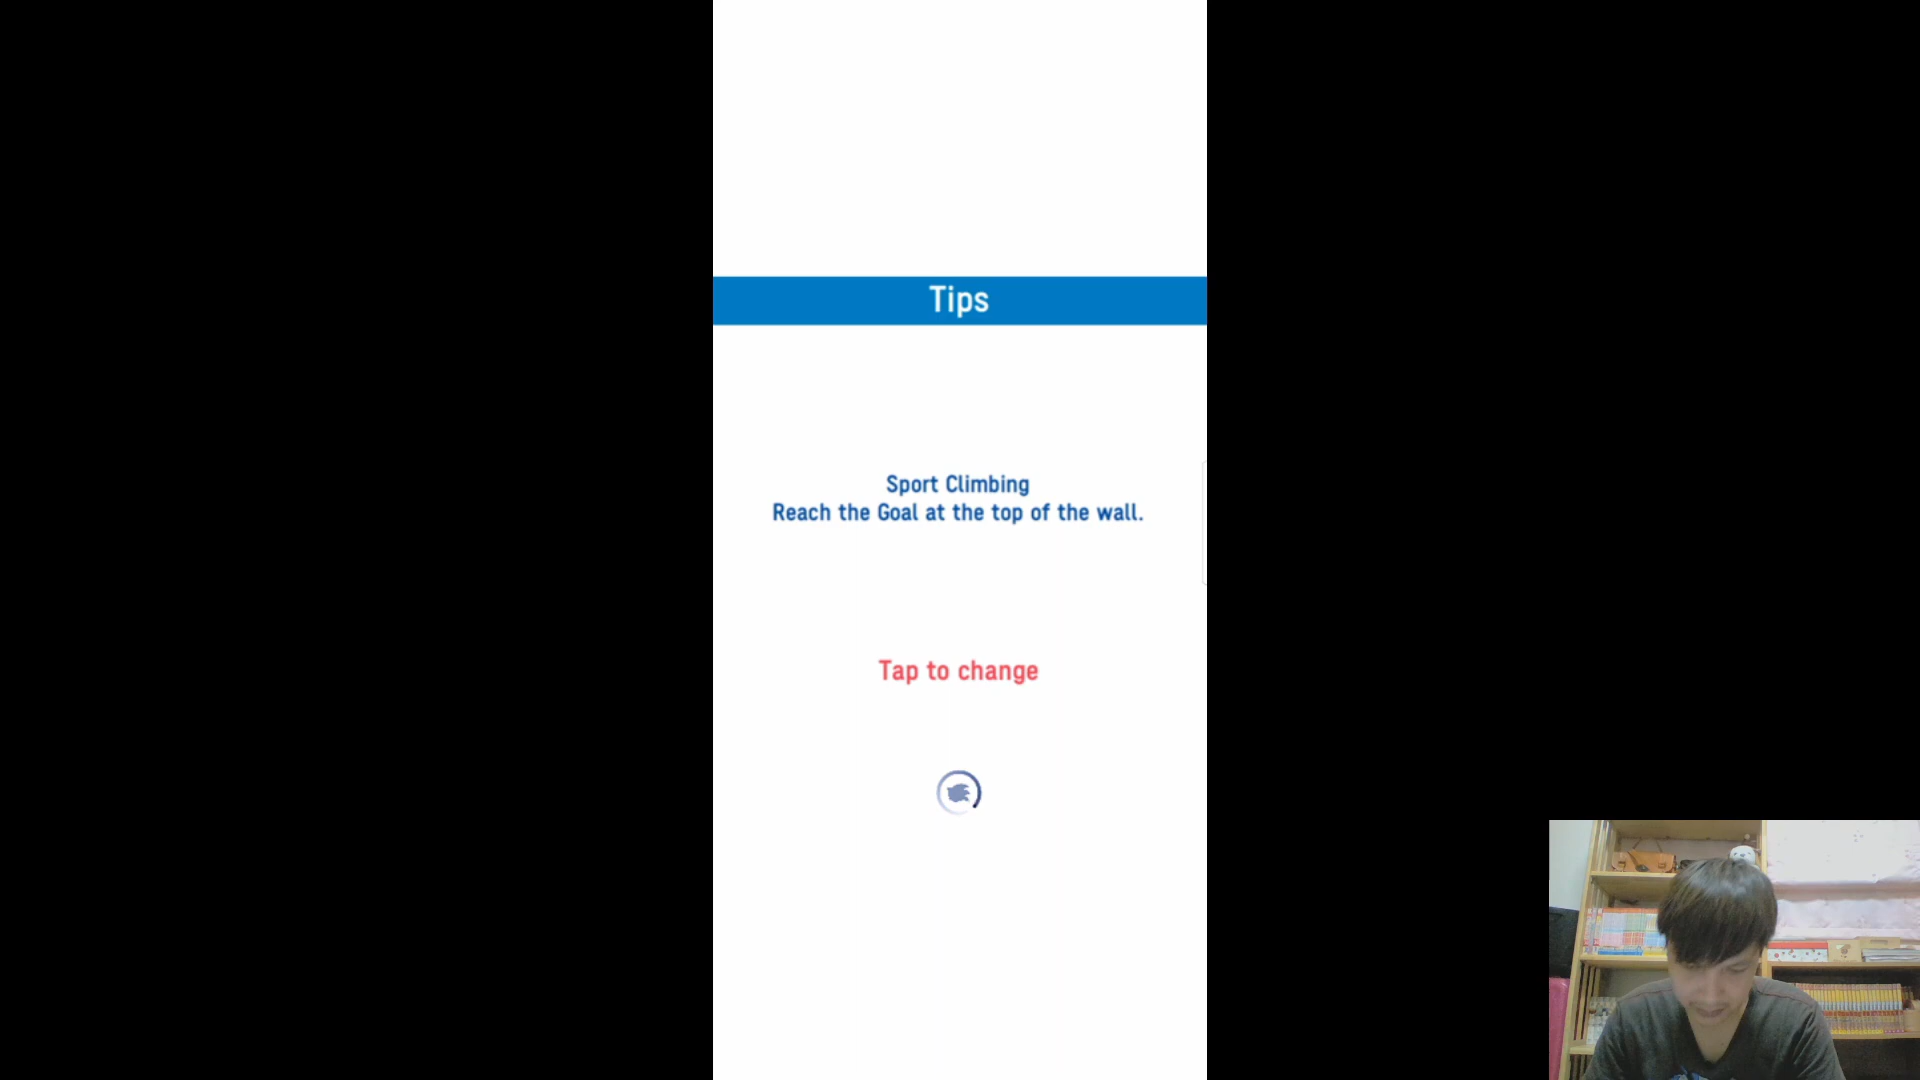 Tips
Sport Climbing
Reach the Goal at the top of the wall.
Tap to change